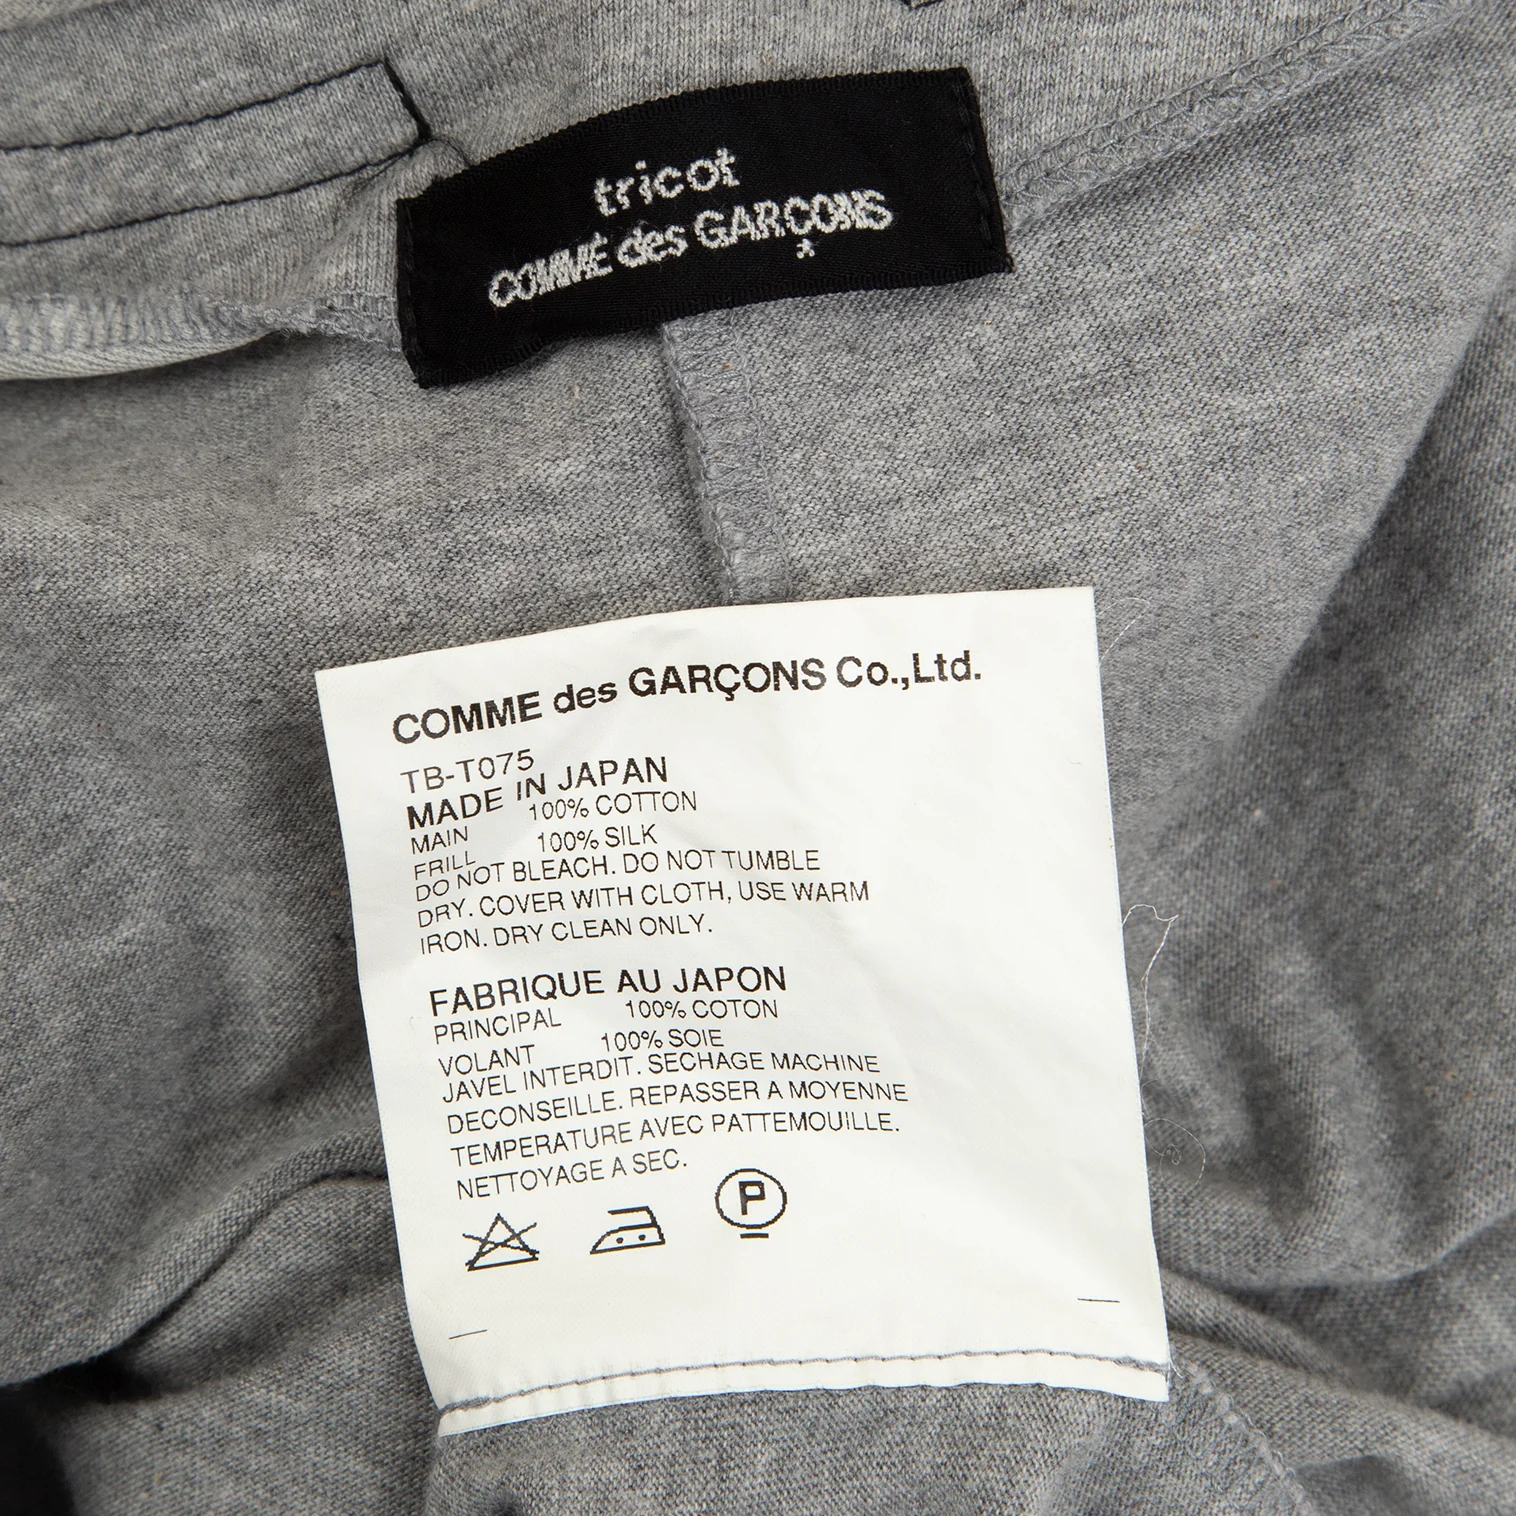 tricot
COMME des GARÇONS
COMME des GARÇONS Co.,Ltd.
TB-T075
MADE IN JAPAN
MAIN 100% COTTON
FRILL 100% SILK
DO NOT BLEACH. DO NOT TUMBLE
DRY. COVER WITH CLOTH, USE WARM
IRON. DRY CLEAN ONLY.
FABRIQUE AU JAPON
PRINCIPAL 100% COTON
VOLANT 100% SOIE
JAVEL INTERDIT. SECHAGE MACHINE
DECONSEILLE. REPASSER A MOYENNE
TEMPERATURE AVEC PATTEMOUILLE.
NETTOYAGE A SEC.
P